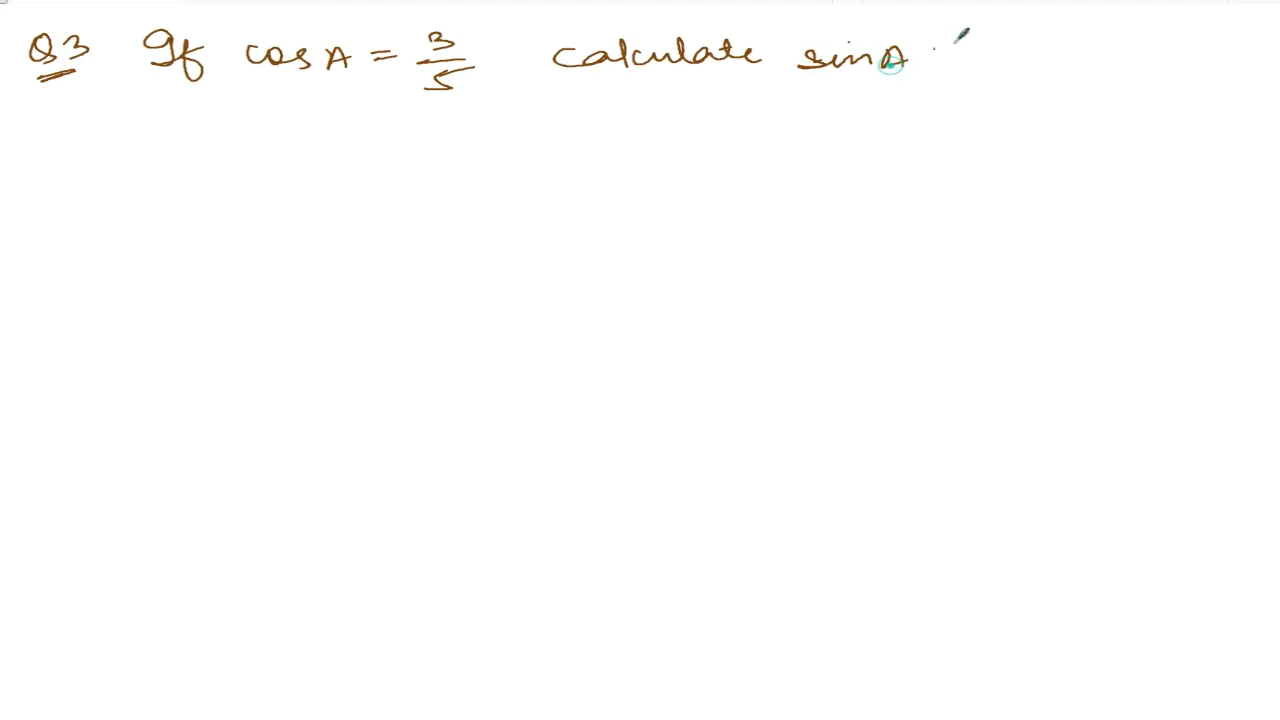 Q3 If cos A = 3/5 calculate sin A .